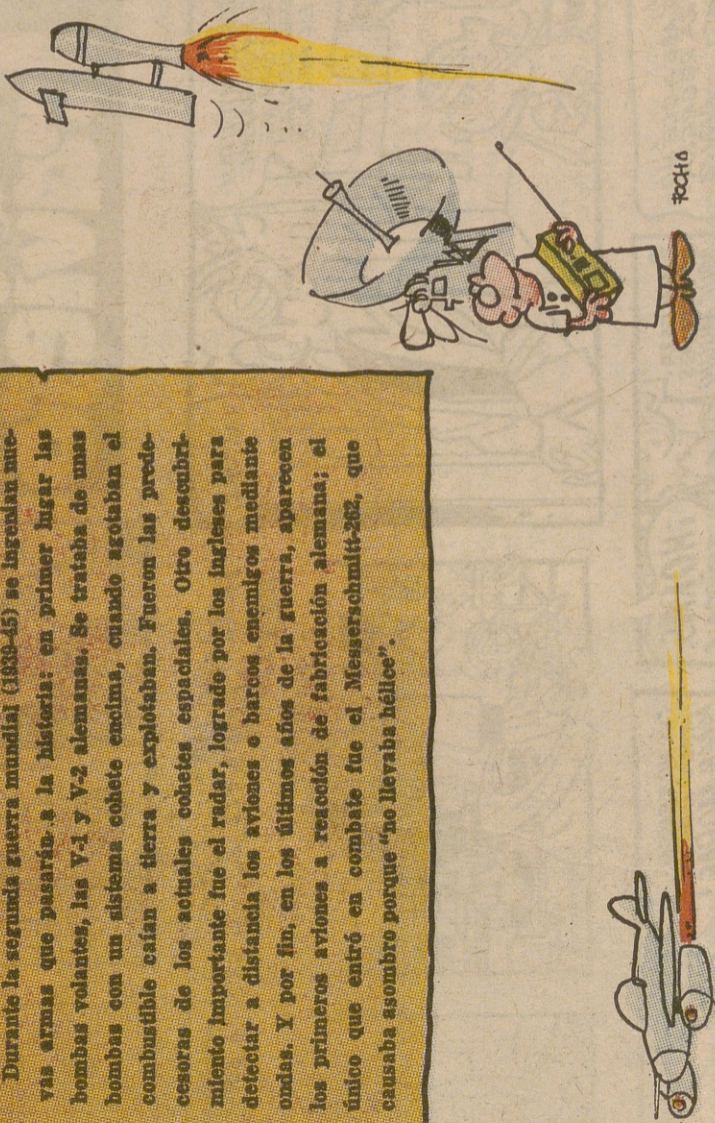 Durante la segunda guerra mundial (1939-45) se ingenian nue-
vas armas que pasarán a la historia: en primer lugar las
bombas volantes, las V-1 y V-2 alemanas. Se trataba de unas
bombas con un sistema cohete encima, cuando agotaban el
combustible caían a tierra y explotaban. Fueron las prede-
cesoras de los actuales cohetes espaciales. Otro descubri-
miento importante fue el radar, logrado por los ingleses para
detectar a distancia los aviones o barcos enemigos mediante
ondas. Y por fin, en los últimos años de la guerra, aparecen
los primeros aviones a reacción de fabricación alemana; el
único que entró en combate fue el Messerschmitt-262, que
causaba asombro porque "no llevaba hélice".